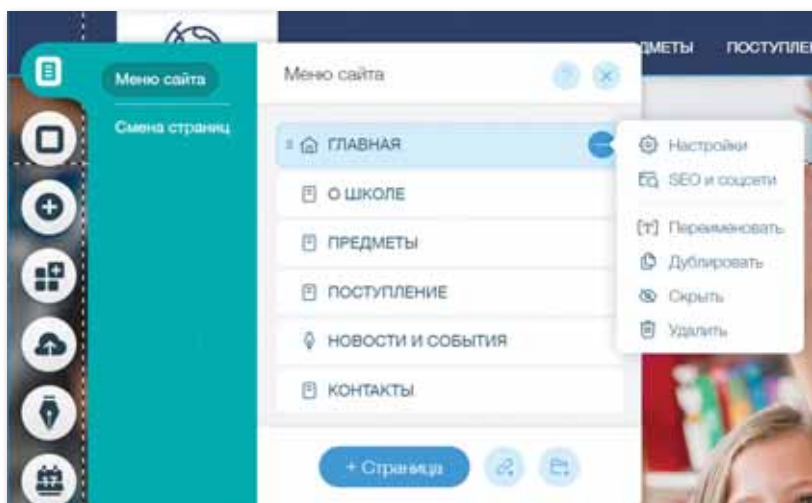 ПОСТУПЛЕ
Меню сайта
Смена страниц
Меню сайта
?
ГЛАВНАЯ
О ШКОЛЕ
ПРЕДМЕТЫ
ПОСТУПЛЕНИЕ
НОВОСТИ И СОБЫТИЯ
КОНТАКТЫ
+ Страница
Настройки
SEO и соцсети
[T] Переименовать
Дублировать
Скрыть
Удалить
17